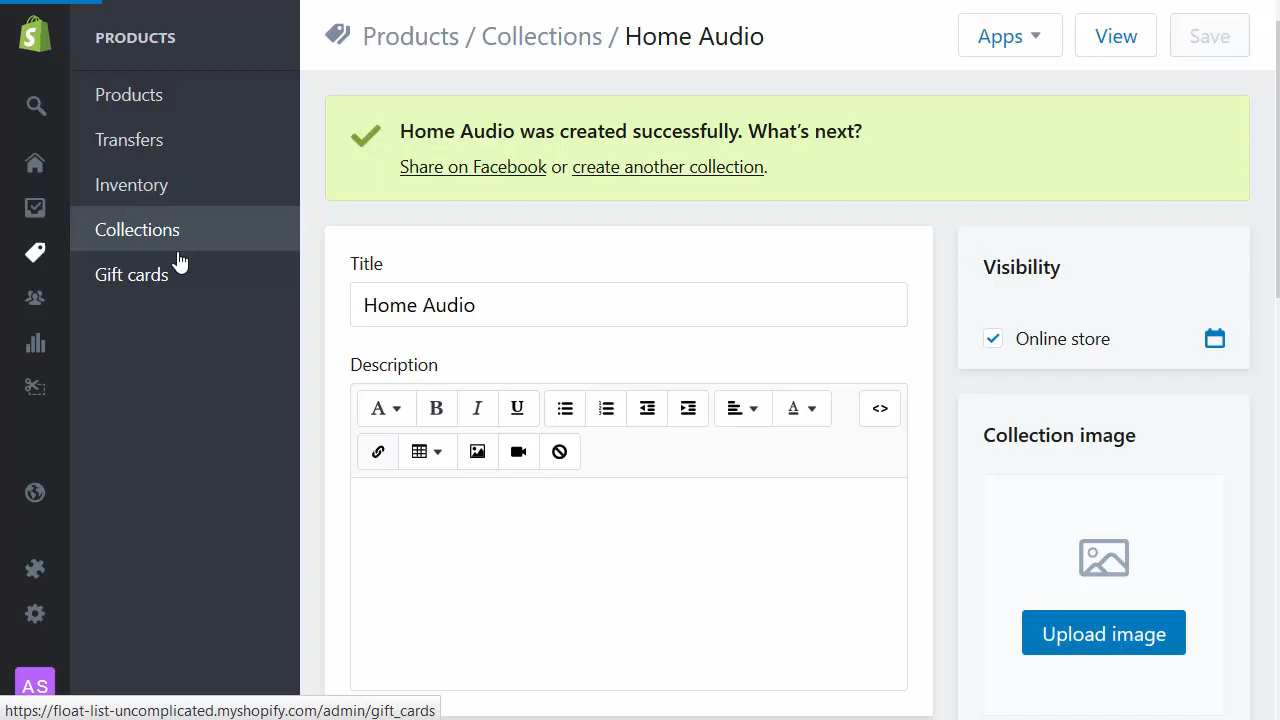 PRODUCTS
Products
Transfers
Inventory
Collections
Gift cards
AS
Products / Collections / Home Audio
Apps
View
Save
Home Audio was created successfully. What's next?
Share on Facebook or create another collection.
Title
Home Audio
Description
A
B
I
U
A
<>
Visibility
Online store
Collection image
Upload image
https://float-list-uncomplicated.myshopify.com/admin/gift_cards